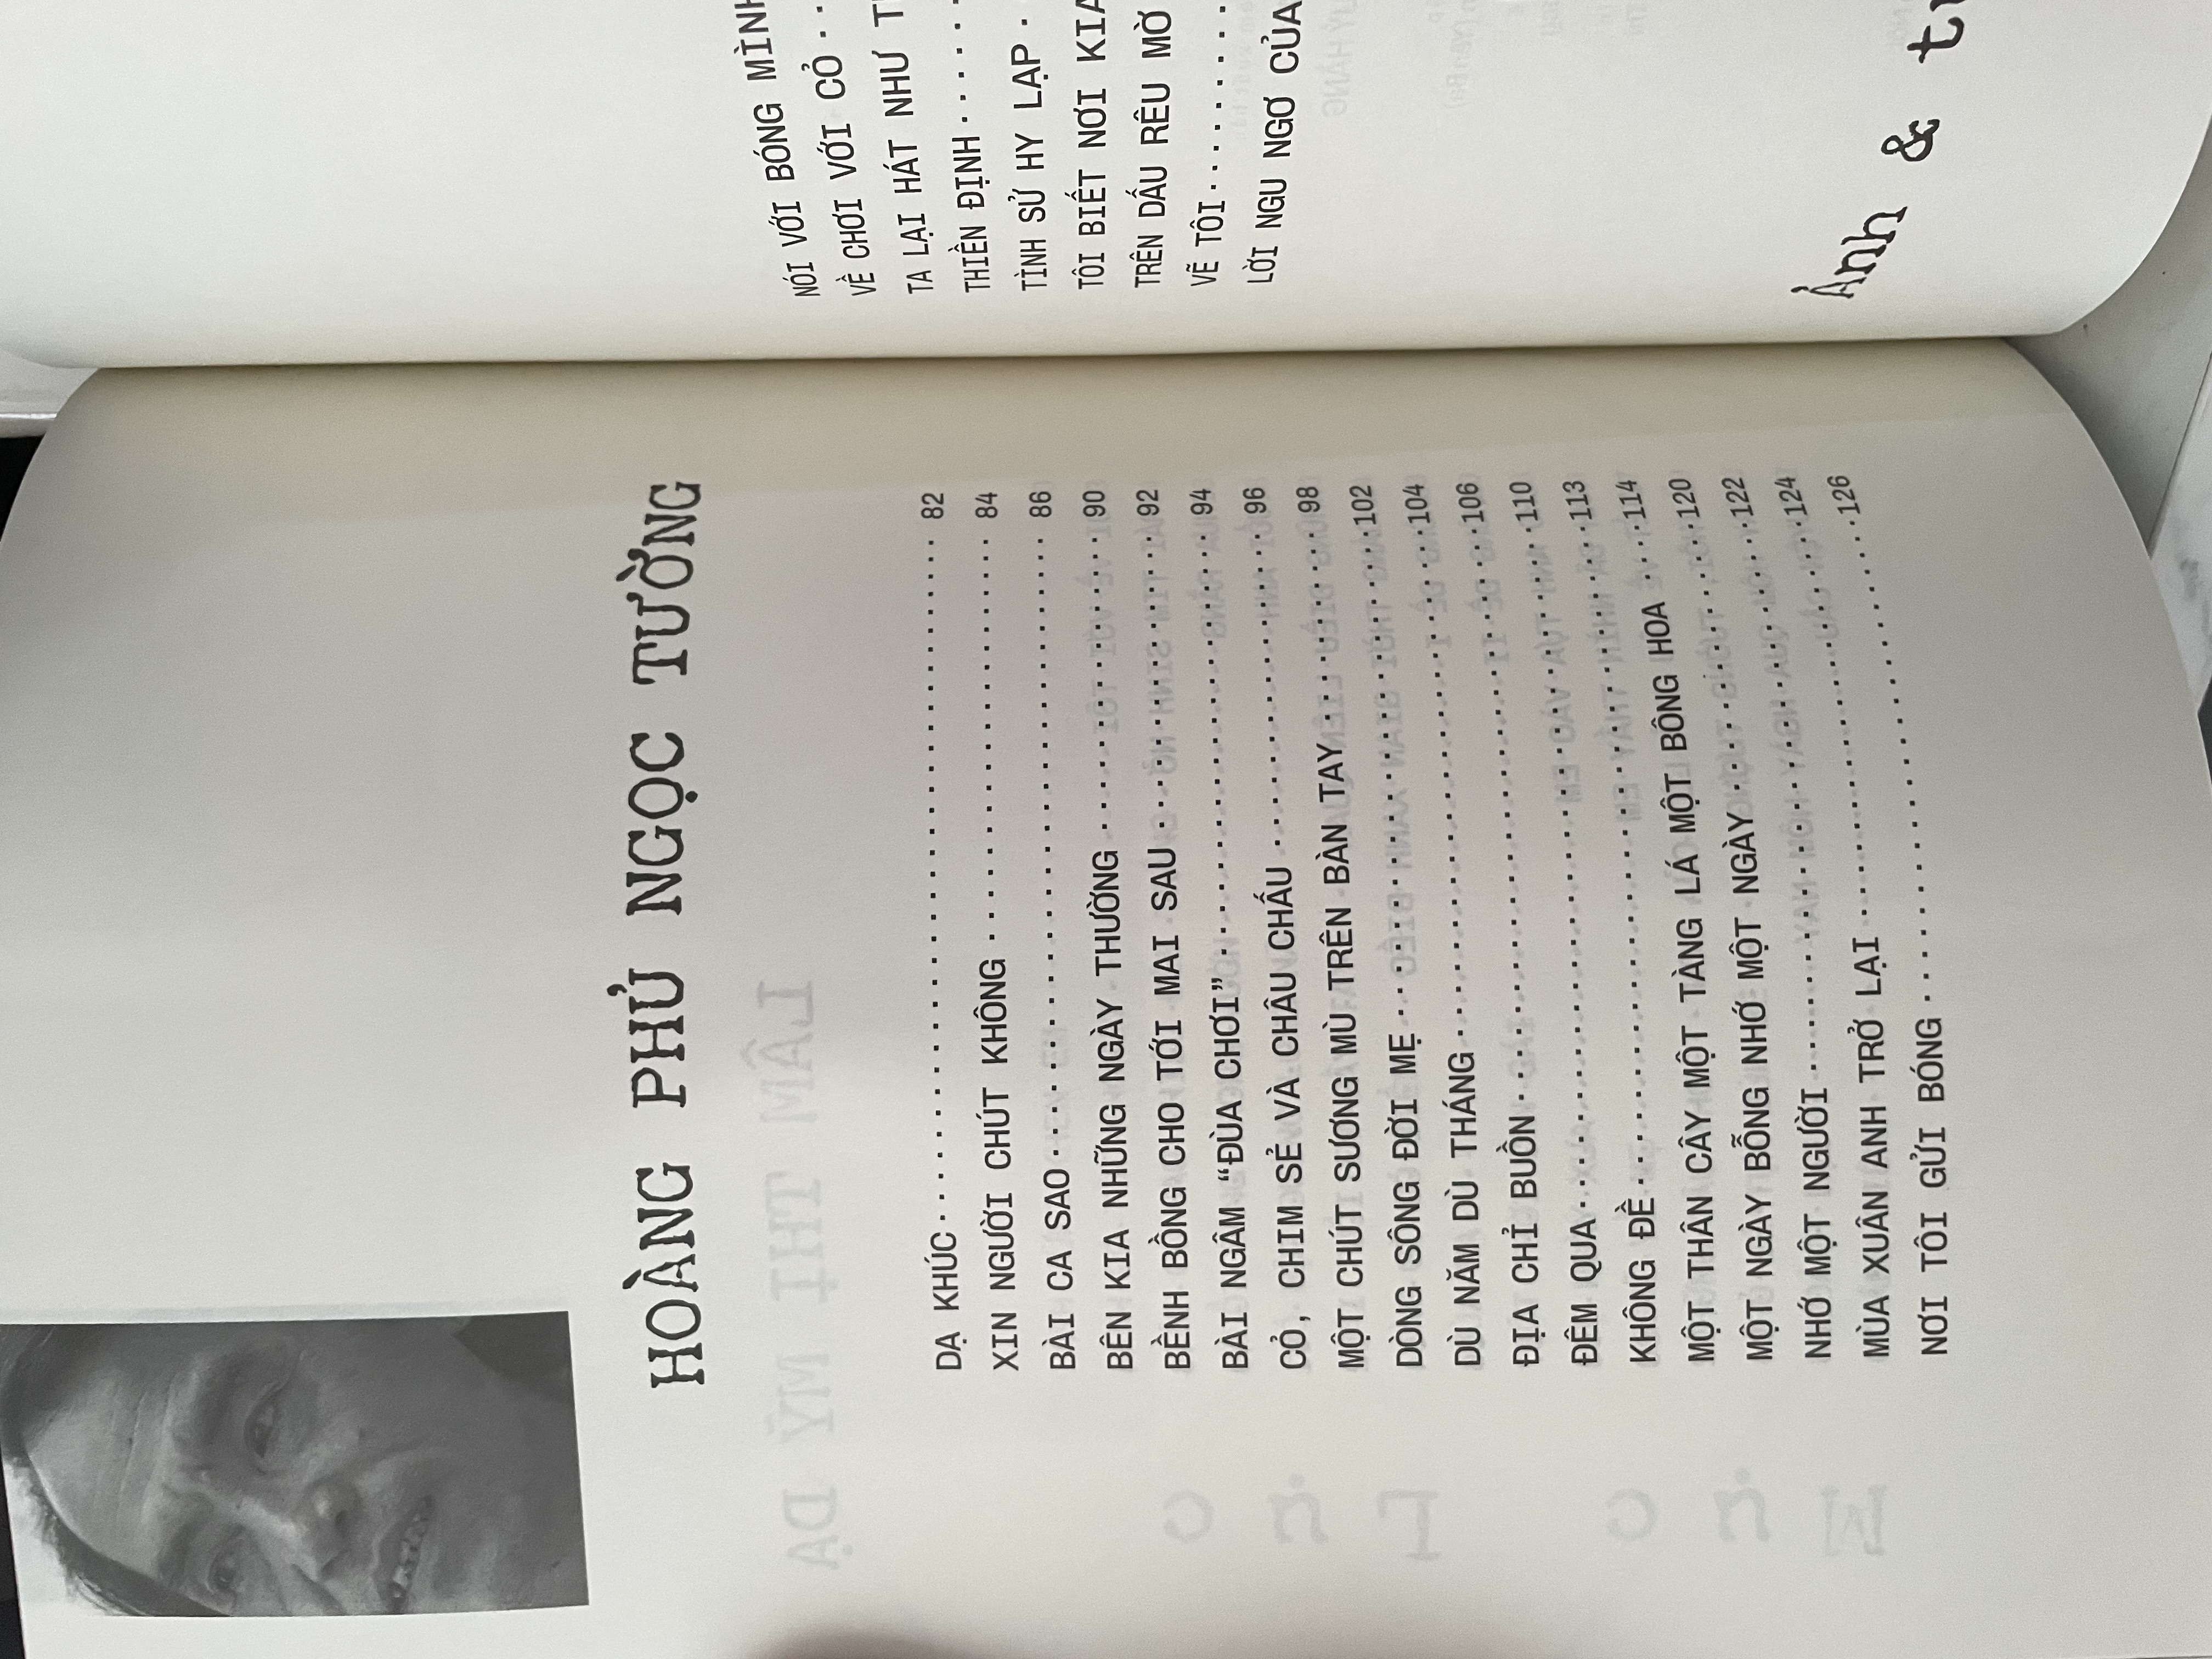 HOÀNG PHỦ NGỌC TƯỜNG
DẠ KHÚC 82
XIN NGƯỜI CHÚT KHÔNG 84
BÀI CA SAO 86
BÊN KIA NHỮNG NGÀY THƯỜNG 90
BỀNH BỒNG CHO TỚI MAI SAU 92
BÀI NGÂM “ĐÙA CHƠI” 94
CỎ, CHIM SẺ VÀ CHÂU CHẤU 96
MỘT CHÚT SƯƠNG MÙ TRÊN BÀN TAY 98
DÒNG SÔNG ĐỜI MẸ 102
DÙ NĂM DÙ THÁNG 104
ĐỊA CHỈ BUỒN 106
ĐÊM QUA 110
KHÔNG ĐỀ 113
MỘT THÂN CÂY MỘT TÀNG LÁ MỘT BÔNG HOA 114
MỘT NGÀY BỖNG NHỚ MỘT NGÀY 120
NHỚ MỘT NGƯỜI 122
MÙA XUÂN ANH TRỞ LẠI 124
NƠI TÔI GỬI BÓNG 126
NÓI VỚI BÓNG MÌNH
VỀ CHƠI VỚI CỎ
TA LẠI HÁT NHƯ
THIỀN ĐỊNH
TÌNH SỬ HY LẠP
TÔI BIẾT NƠI KIA
TRÊN DẤU RÊU MỜ
VẼ TÔI
LỜI NGU NGƠ CỦA
Ảnh &